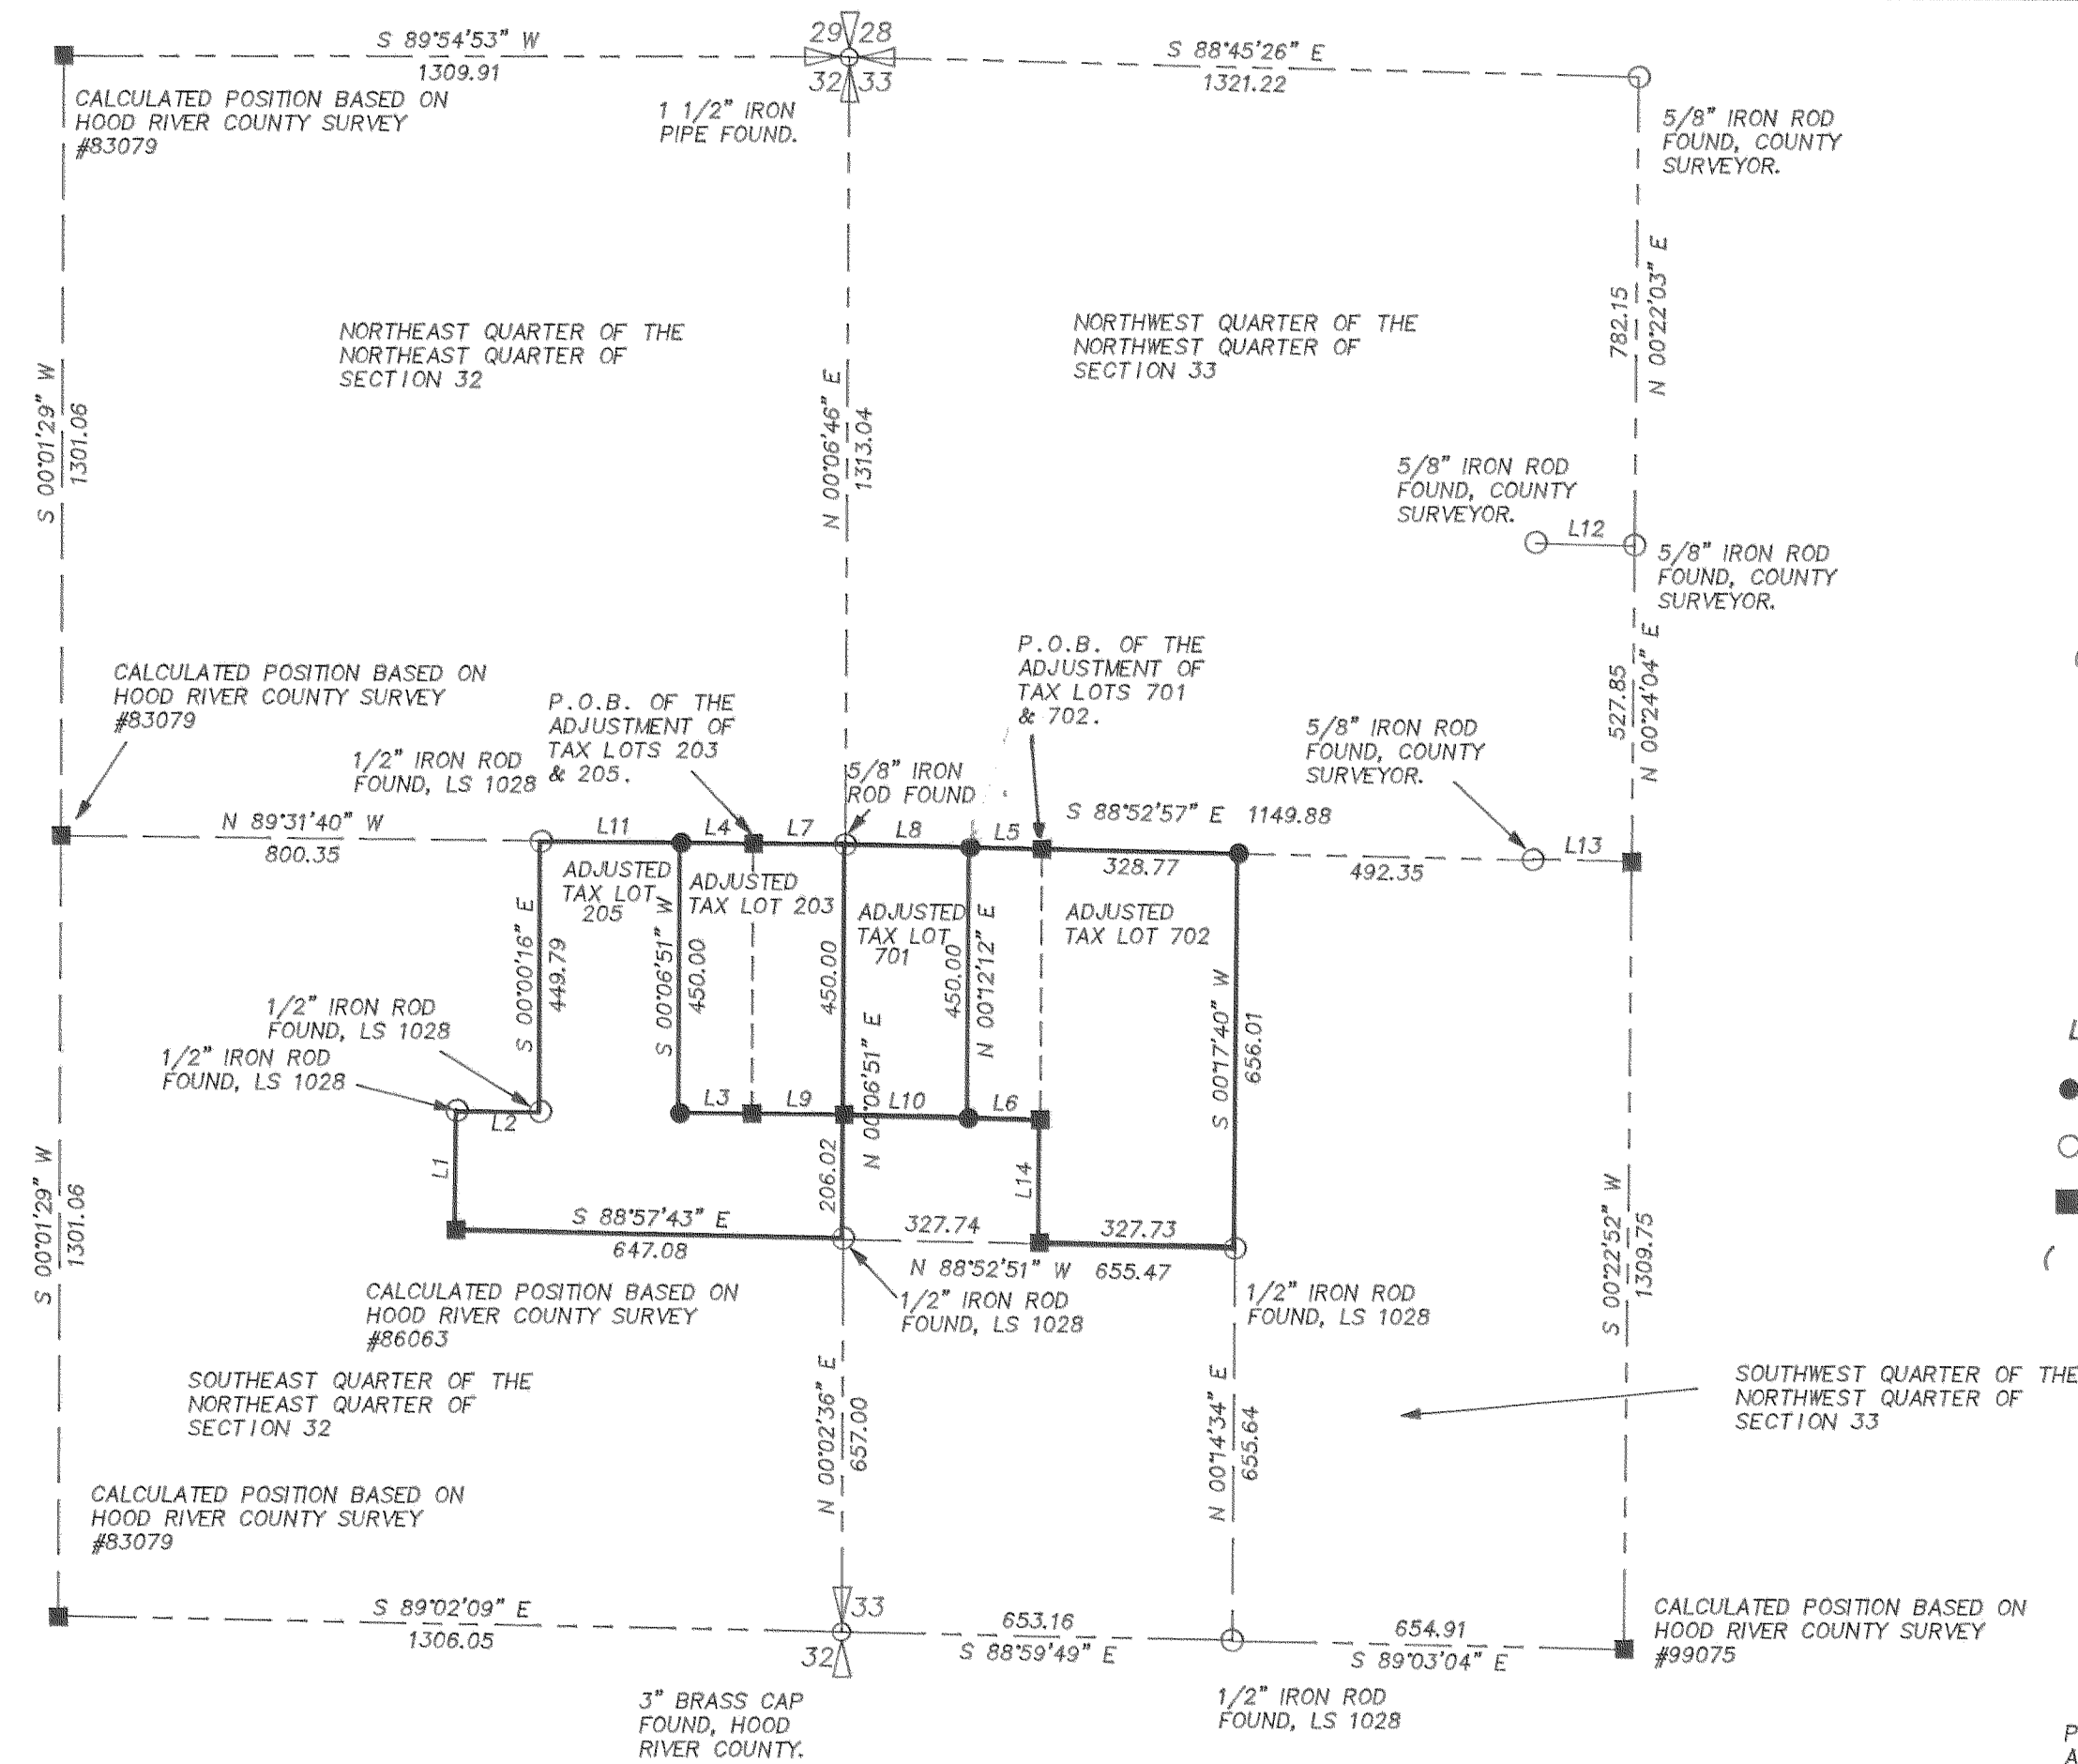 S 89°54'53" W
1309.91
29 28
32 33
S 88°45'26" E
1321.22
CALCULATED POSITION BASED ON
HOOD RIVER COUNTY SURVEY
#83079
1 1/2" IRON
PIPE FOUND.
5/8" IRON ROD
FOUND, COUNTY
SURVEYOR.
NORTHEAST QUARTER OF THE
NORTHEAST QUARTER OF
SECTION 32
NORTHWEST QUARTER OF THE
NORTHWEST QUARTER OF
SECTION 33
S 00°01'29" W
1301.06
N 00°06'46" E
1313.04
782.15
N 00°22'03" E
5/8" IRON ROD
FOUND, COUNTY
SURVEYOR.
L12
5/8" IRON ROD
FOUND, COUNTY
SURVEYOR.
527.85
N 00°24'04" E
CALCULATED POSITION BASED ON
HOOD RIVER COUNTY SURVEY
#83079
P.O.B. OF THE
ADJUSTMENT OF
TAX LOTS 203
& 205.
P.O.B. OF THE
ADJUSTMENT OF
TAX LOTS 701
& 702.
1/2" IRON ROD
FOUND, LS 1028
5/8" IRON
ROD FOUND
5/8" IRON ROD
FOUND, COUNTY
SURVEYOR.
S 88°52'57" E 1149.88
N 89°31'40" W
800.35
L11
L4
L7
L8
L5
328.77
492.35
L13
ADJUSTED
TAX LOT
205
ADJUSTED
TAX LOT 203
ADJUSTED
TAX LOT
701
ADJUSTED
TAX LOT 702
S 00°00'16" E
449.79
S 00°06'51" W
450.00
450.00
N 00°06'51" E
450.00
N 00°12'12" E
S 00°17'40" W
656.01
1/2" IRON ROD
FOUND, LS 1028
1/2" IRON ROD
FOUND, LS 1028
L2
L3
L9
L10
L6
L1
206.02
L14
S 88°57'43" E
647.08
327.74
327.73
N 88°52'51" W 655.47
S 00°01'29" W
1301.06
S 00°22'52" W
1309.75
CALCULATED POSITION BASED ON
HOOD RIVER COUNTY SURVEY
#86063
1/2" IRON ROD
FOUND, LS 1028
1/2" IRON ROD
FOUND, LS 1028
SOUTHEAST QUARTER OF THE
NORTHEAST QUARTER OF
SECTION 32
SOUTHWEST QUARTER OF THE
NORTHWEST QUARTER OF
SECTION 33
N 00°02'36" E
657.00
N 00°14'34" E
655.64
CALCULATED POSITION BASED ON
HOOD RIVER COUNTY SURVEY
#83079
S 89°02'09" E
1306.05
33
32
653.16
S 88°59'49" E
654.91
S 89°03'04" E
CALCULATED POSITION BASED ON
HOOD RIVER COUNTY SURVEY
#99075
3" BRASS CAP
FOUND, HOOD
RIVER COUNTY.
1/2" IRON ROD
FOUND, LS 1028